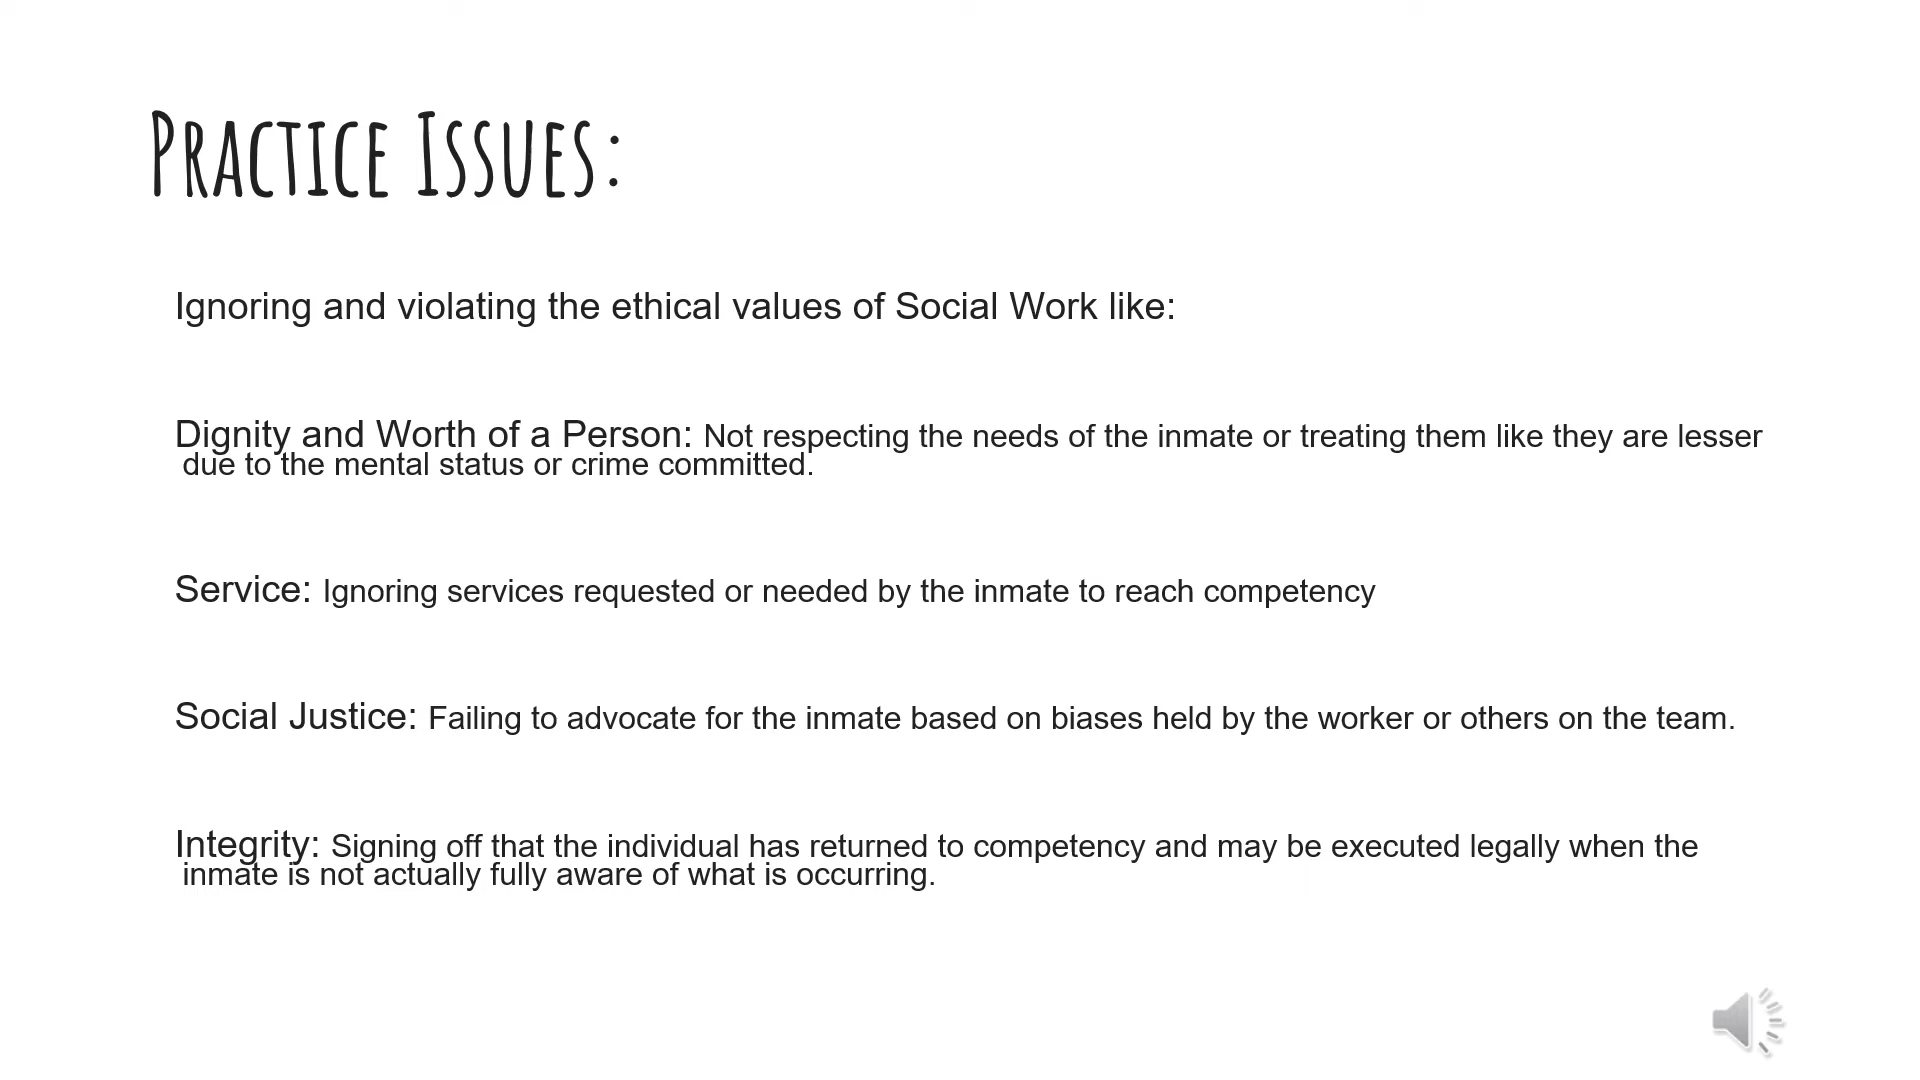 Practice Issues:
Ignoring and violating the ethical values of Social Work like:
Dignity and Worth of a Person: Not respecting the needs of the inmate or treating them like they are lesser
due to the mental status or crime committed.
Service: Ignoring services requested or needed by the inmate to reach competency
Social Justice: Failing to advocate for the inmate based on biases held by the worker or others on the team.
Integrity: Signing off that the individual has returned to competency and may be executed legally when the
inmate is not actually fully aware of what is occurring.